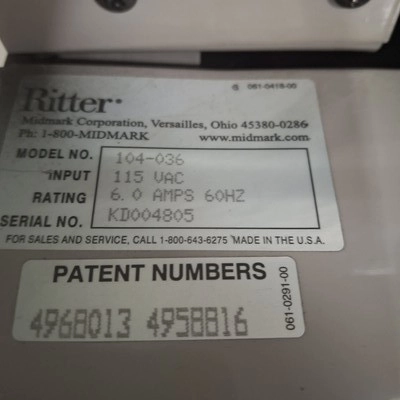 061-0418-00
Ritter
Midmark Corporation, Versailles, Ohio 45380-0286
Ph: 1-800-MIDMARK www.midmark.com
MODEL NO. 104-036
INPUT 115 VAC
RATING 6.0 AMPS 60HZ
SERIAL NO. KD004805
FOR SALES AND SERVICE, CALL 1-800-643-6275 MADE IN THE U.S.A.
PATENT NUMBERS
4968013 4958816
061-0291-00